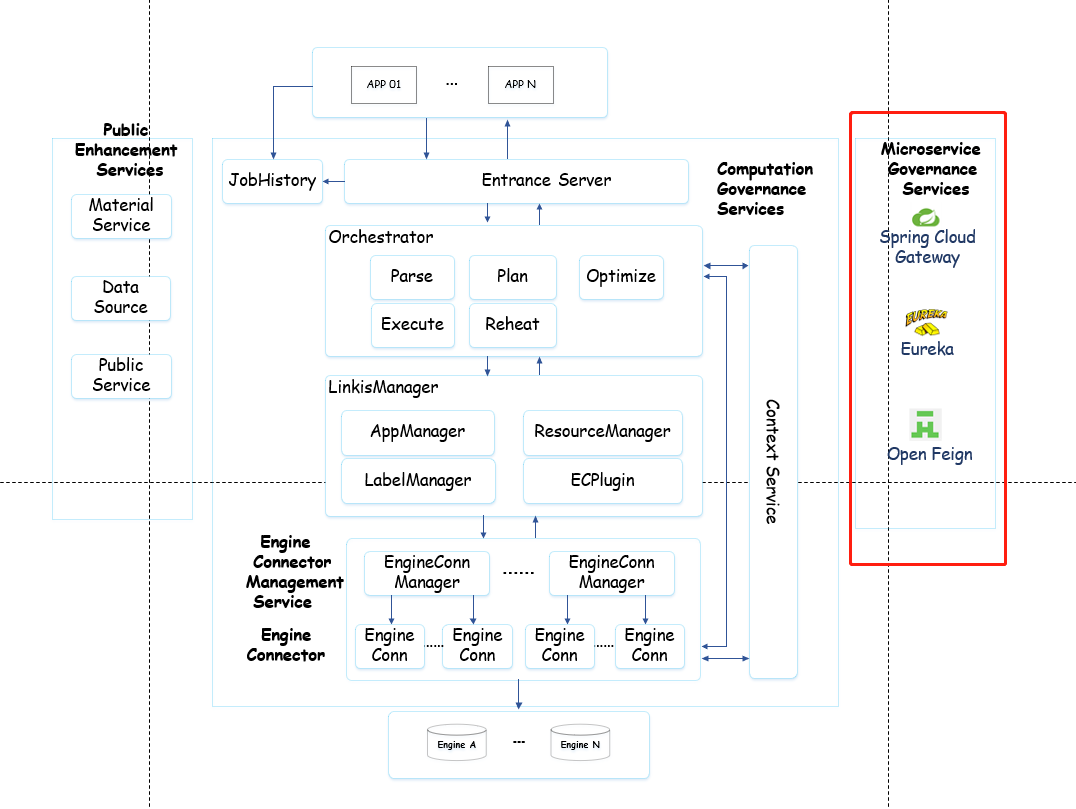 APP 01
...
APP N
Public
Enhancement
Services
Material
Service
Data
Source
Public
Service
JobHistory
Entrance Server
Computation
Governance
Services
Orchestrator
Parse
Plan
Optimize
Execute
Reheat
LinkisManager
AppManager
ResourceManager
LabelManager
ECPlugin
Context Service
Engine
Connector
Management
Service
EngineConn
Manager
......
EngineConn
Manager
Engine
Connector
Engine
Conn
.....
Engine
Conn
Engine
Conn
.....
Engine
Conn
Engine A
...
Engine N
Microservice
Governance
Services
Spring Cloud
Gateway
EUREKA
Eureka
Open Feign